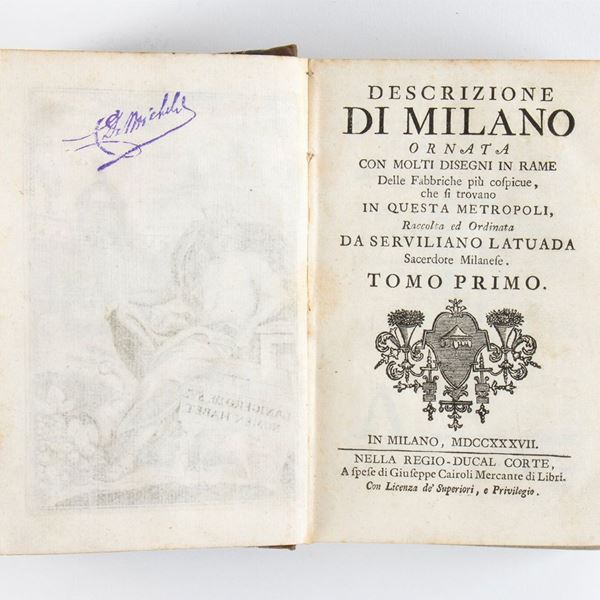 De Micheli
DESCRIZIONE
DI MILANO
ORNATA
CON MOLTI DISEGNI IN RAME
Delle Fabbriche più coſpicue,
che ſi trovano
IN QUESTA METROPOLI,
Raccolta ed Ordinata
DA SERVILIANO LATUADA
Sacerdote Milaneſe.
TOMO PRIMO.
IN MILANO, MDCCXXXVII.
NELLA REGIO-DUCAL CORTE,
A ſpeſe di Giuſeppe Cairoli Mercante di Libri.
Con Licenza de' Superiori, e Privilegio.